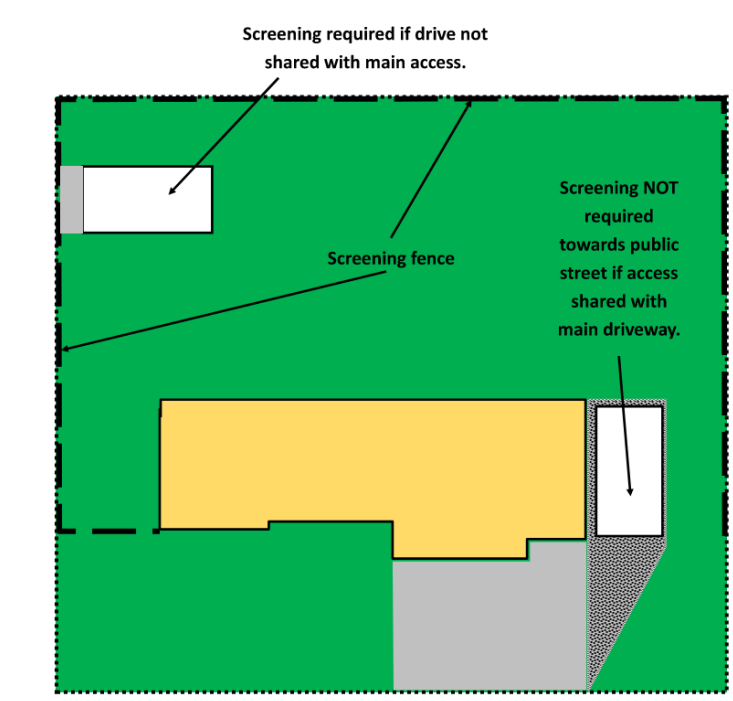 Screening required if drive not
shared with main access.
Screening NOT
required
towards public
street if access
shared with
main driveway.
Screening fence